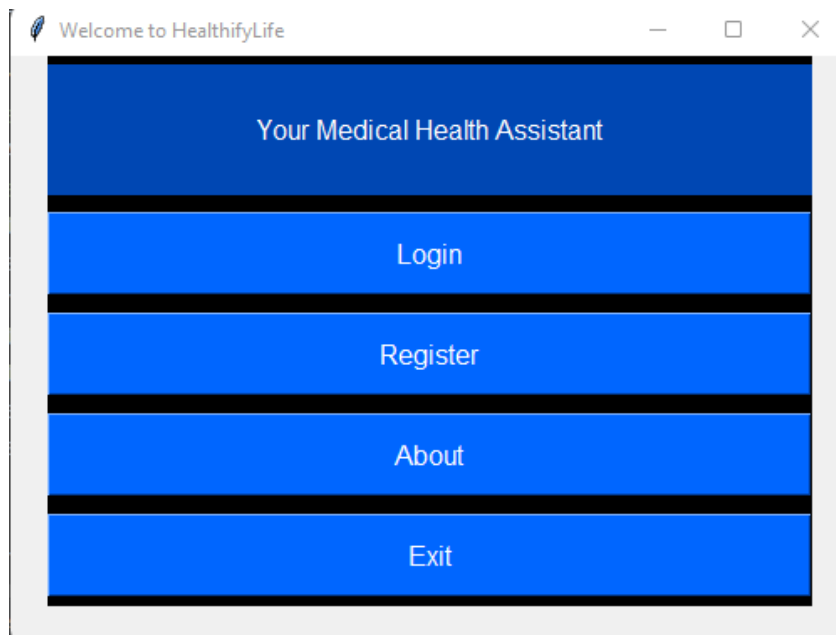 Welcome to HealthifyLife
Your Medical Health Assistant
Login
Register
About
Exit